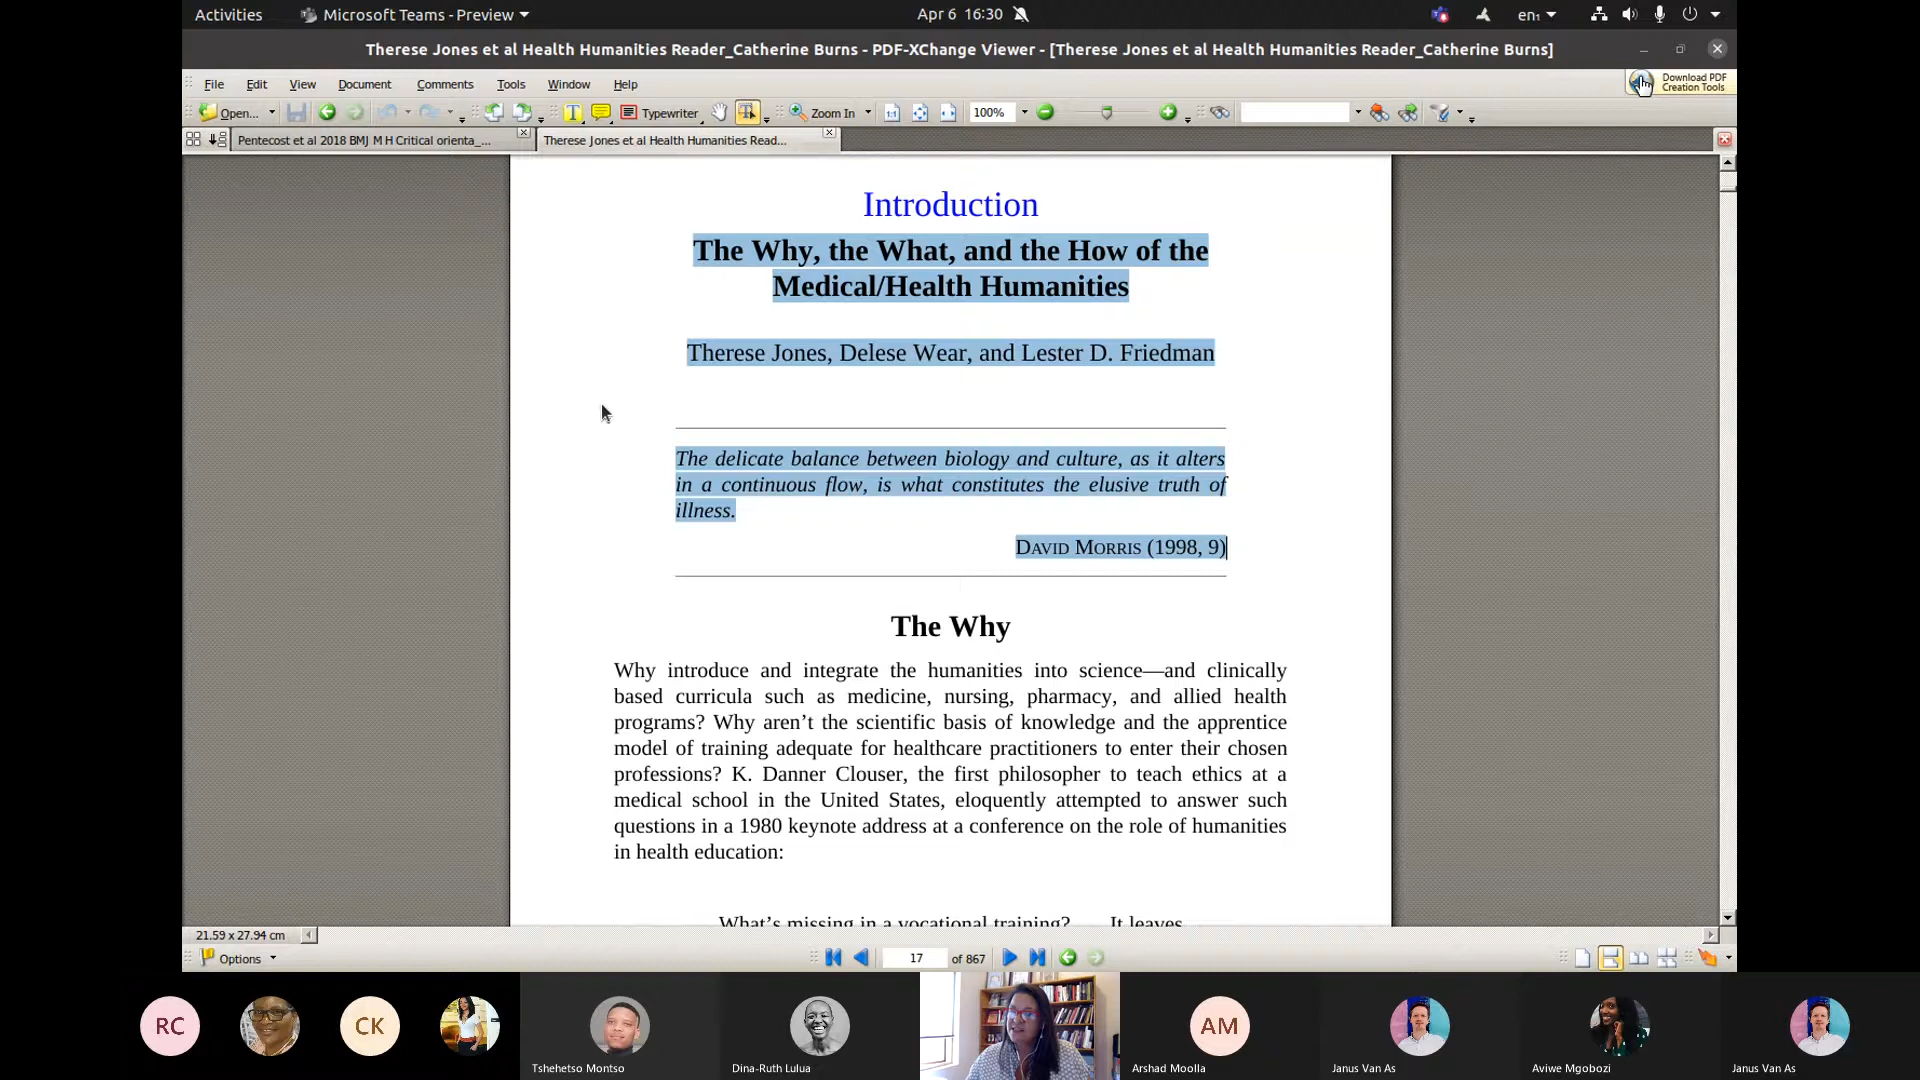 Activities
Microsoft Teams - Preview
Apr 6 16:30
en₁
Therese Jones et al Health Humanities Reader_Catherine Burns - PDF-XChange Viewer - [Therese Jones et al Health Humanities Reader_Catherine Burns]
File Edit View Document Comments Tools Window Help
Download PDF
Creation Tools
Open... Typewriter Zoom In 100%
Pentecost et al 2018 BMJ M H Critical orienta_...
Therese Jones et al Health Humanities Read...
Introduction
The Why, the What, and the How of the
Medical/Health Humanities
Therese Jones, Delese Wear, and Lester D. Friedman
The delicate balance between biology and culture, as it alters
in a continuous flow, is what constitutes the elusive truth of
illness.
DAVID MORRIS (1998, 9)
The Why
Why introduce and integrate the humanities into science—and clinically
based curricula such as medicine, nursing, pharmacy, and allied health
programs? Why aren’t the scientific basis of knowledge and the apprentice
model of training adequate for healthcare practitioners to enter their chosen
professions? K. Danner Clouser, the first philosopher to teach ethics at a
medical school in the United States, eloquently attempted to answer such
questions in a 1980 keynote address at a conference on the role of humanities
in health education:
What’s missing in a vocational training? . . . It leaves
21.59 x 27.94 cm
Options
17 of 867
RC
CK
AM
Tshehetso Montso
Dina-Ruth Lulua
Arshad Moolla
Janus Van As
Aviwe Mgobozi
Janus Van As